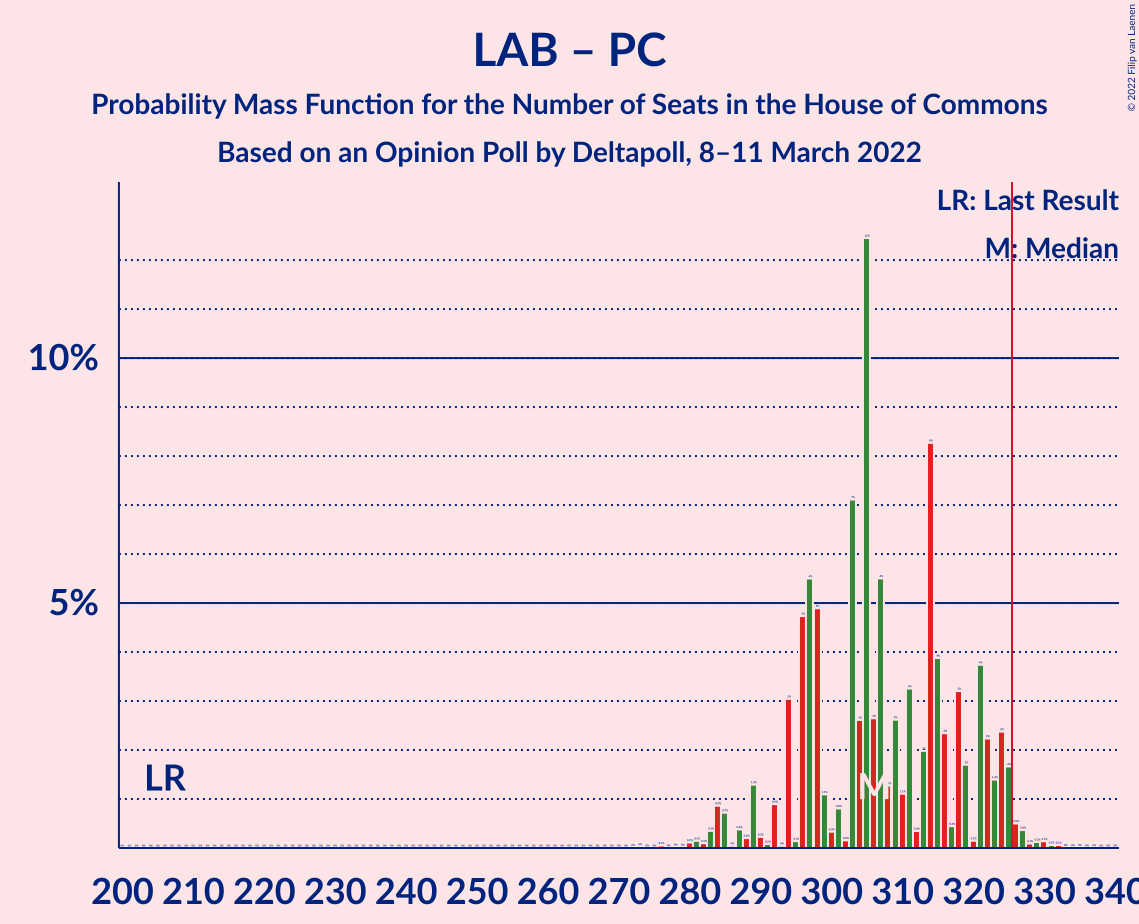 LAB – PC
Probability Mass Function for the Number of Seats in the House of Commons
Based on an Opinion Poll by Deltapoll, 8–11 March 2022
© 2022 Filip van Laenen
LR: Last Result
M: Median
10%
5%
LR
M
200 210 220 230 240 250 260 270 280 290 300 310 320 330 340